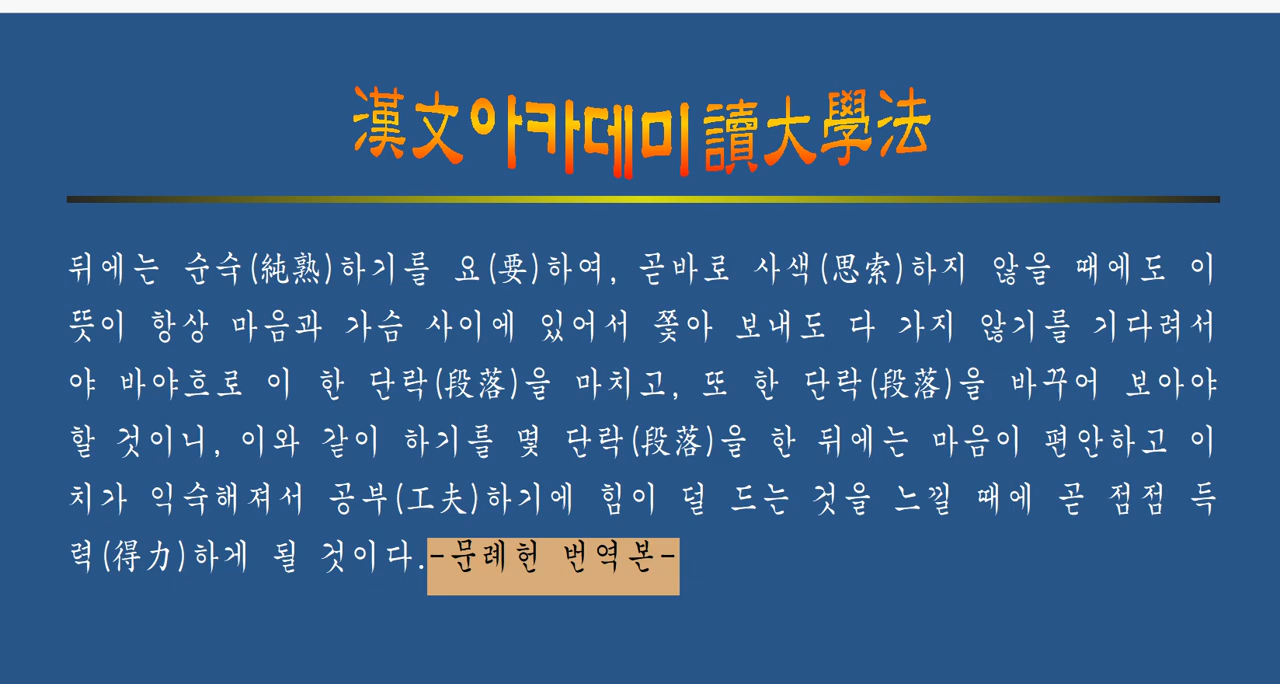 漢文아카데미讀大學法
뒤에는 순숙(純熟)하기를 요(要)하여, 곧바로 사색(思索)하지 않을 때에도 이
뜻이 항상 마음과 가슴 사이에 있어서 쫓아 보내도 다 가지 않기를 기다려서
야 바야흐로 이 한 단락(段落)을 마치고, 또 한 단락(段落)을 바꾸어 보아야
할 것이니, 이와 같이 하기를 몇 단락(段落)을 한 뒤에는 마음이 편안하고 이
치가 익숙해져서 공부(工夫)하기에 힘이 덜 드는 것을 느낄 때에 곧 점점 득
력(得力)하게 될 것이다.-문례헌 번역본-